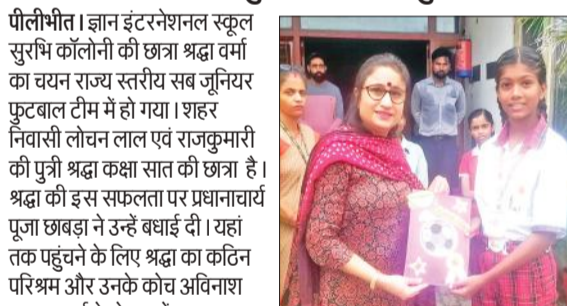 पीलीभीत। ज्ञान इंटरनेशनल स्कूल
सुरभि कॉलोनी की छात्रा श्रद्धा वर्मा
का चयन राज्य स्तरीय सब जूनियर
फुटबाल टीम में हो गया। शहर
निवासी लोचन लाल एवं राजकुमारी
की पुत्री श्रद्धा कक्षा सात की छात्रा है।
श्रद्धा की इस सफलता पर प्रधानाचार्य
पूजा छाबड़ा ने उन्हें बधाई दी। यहां
तक पहुंचने के लिए श्रद्धा का कठिन
परिश्रम और उनके कोच अविनाश